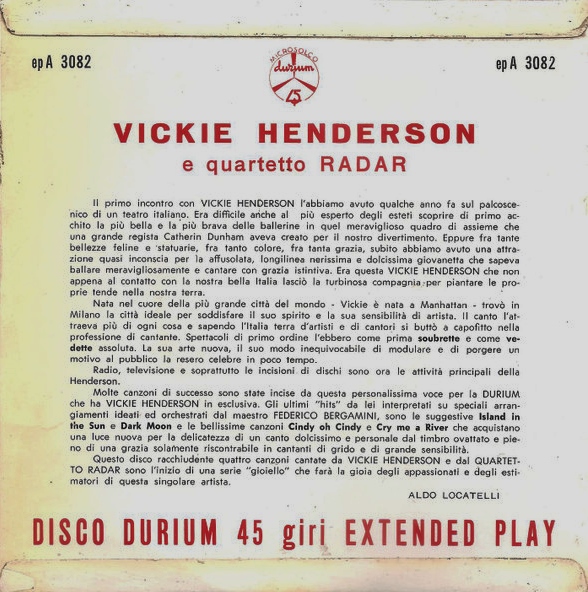 epA 3082
MICROSOLCO
durium
45
epA 3082
VICKIE HENDERSON
e quartetto RADAR
Il primo incontro con VICKIE HENDERSON l'abbiamo avuto qualche anno fa sul palcosce-
nico di un teatro italiano. Era difficile anche al più esperto degli esteti scoprire di primo ac-
chito la più bella e la più brava delle ballerine in quel meraviglioso quadro di assieme che
una grande regista Catherin Dunham aveva creato per il nostro divertimento. Eppure fra tante
bellezze feline e statuarie, fra tanto colore, fra tanta grazia, subito abbiamo avuto una attra-
zione quasi inconscia per la affusolata, longilinea nerissima e dolcissima giovanetta che sapeva
ballare meravigliosamente e cantare con grazia istintiva. Era questa VICKIE HENDERSON che non
appena al contatto con la nostra bella Italia lasciò la turbinosa compagnia per piantare le pro-
prie tende nella nostra terra.
Nata nel cuore della più grande città del mondo - Vickie è nata a Manhattan - trovò in
Milano la città ideale per soddisfare il suo spirito e la sua sensibilità di artista. Il canto l'at-
traeva più di ogni cosa e sapendo l'Italia terra d'artisti e di cantori si buttò a capofitto nella
professione di cantante. Spettacoli di primo ordine l'ebbero come prima soubrette e come ve-
dette assoluta. La sua arte nuova, il suo modo inequivocabile di modulare e di porgere un
motivo al pubblico la resero celebre in poco tempo.
Radio, televisione e soprattutto le incisioni di dischi sono ora le attività principali della
Henderson.
Molte canzoni di successo sono state incise da questa personalissima voce per la DURIUM
che ha VICKIE HENDERSON in esclusiva. Gli ultimi "hits" da lei interpretati su speciali arran-
giamenti ideati ed orchestrati dal maestro FEDERICO BERGAMINI, sono le suggestive Island in
the Sun e Dark Moon e le bellissime canzoni Cindy oh Cindy e Cry me a River che acquistano
una luce nuova per la delicatezza di un canto dolcissimo e personale dal timbro ovattato e pie-
no di una grazia solamente riscontrabile in cantanti di grido e di grande sensibilità.
Questo disco racchiudente quattro canzoni cantate da VICKIE HENDERSON e dal QUARTET-
TO RADAR sono l'inizio di una serie "gioiello" che farà la gioia degli appassionati e degli esti-
matori di questa singolare artista.
ALDO LOCATELLI
DISCO DURIUM 45 giri EXTENDED PLAY